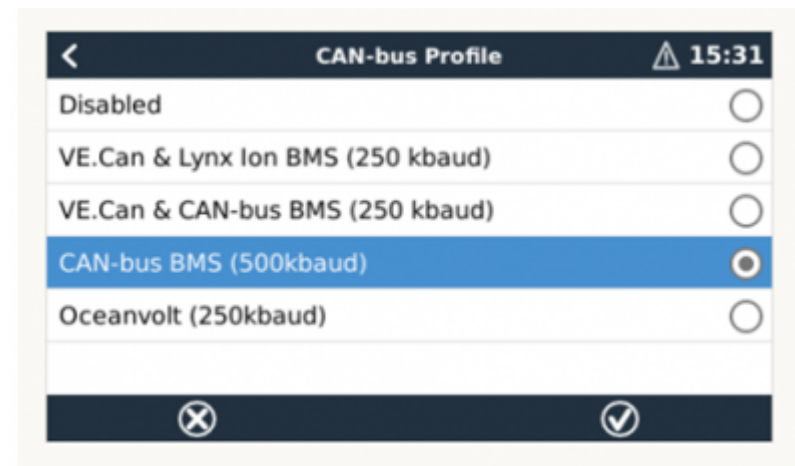 CAN-bus Profile 15:31
Disabled
VE.Can & Lynx Ion BMS (250 kbaud)
VE.Can & CAN-bus BMS (250 kbaud)
CAN-bus BMS (500kbaud)
Oceanvolt (250kbaud)